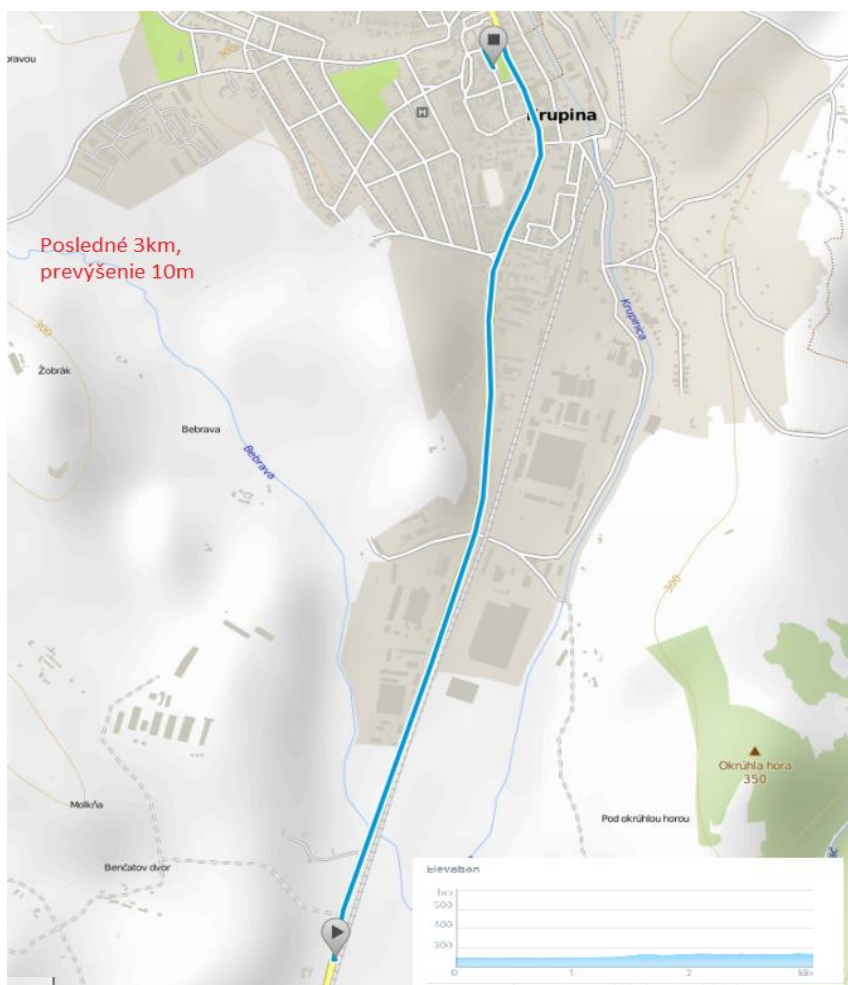 300
H
Krupina
Posledné 3km,
prevýšenie 10m
Krupinica
300
Žobrák
Bebrava
Bebrava
300
Okrúhla hora
350
Molkňa
Pod okrúhlou horou
Benčatov dvor
Elevation
500
400
300
0
1
2